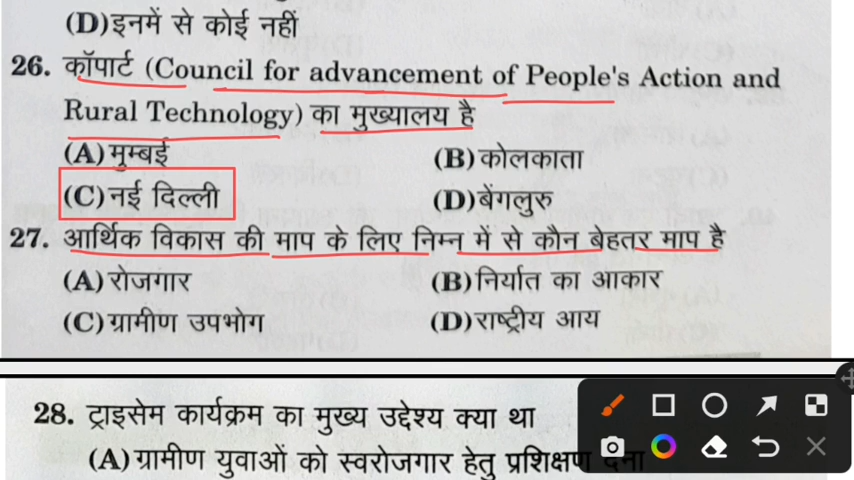 (D) इनमें से कोई नहीं
26. कॉपार्ट (Council for advancement of People's Action and
Rural Technology) का मुख्यालय है
(A) मुम्बई (B) कोलकाता
(C) नई दिल्ली (D) बेंगलुरु
27. आर्थिक विकास की माप के लिए निम्न में से कौन बेहतर माप है
(A) रोजगार (B) निर्यात का आकार
(C) ग्रामीण उपभोग (D) राष्ट्रीय आय
28. ट्राइसेम कार्यक्रम का मुख्य उद्देश्य क्या था
(A) ग्रामीण युवाओं को स्वरोजगार हेतु प्रशिक्षण देना